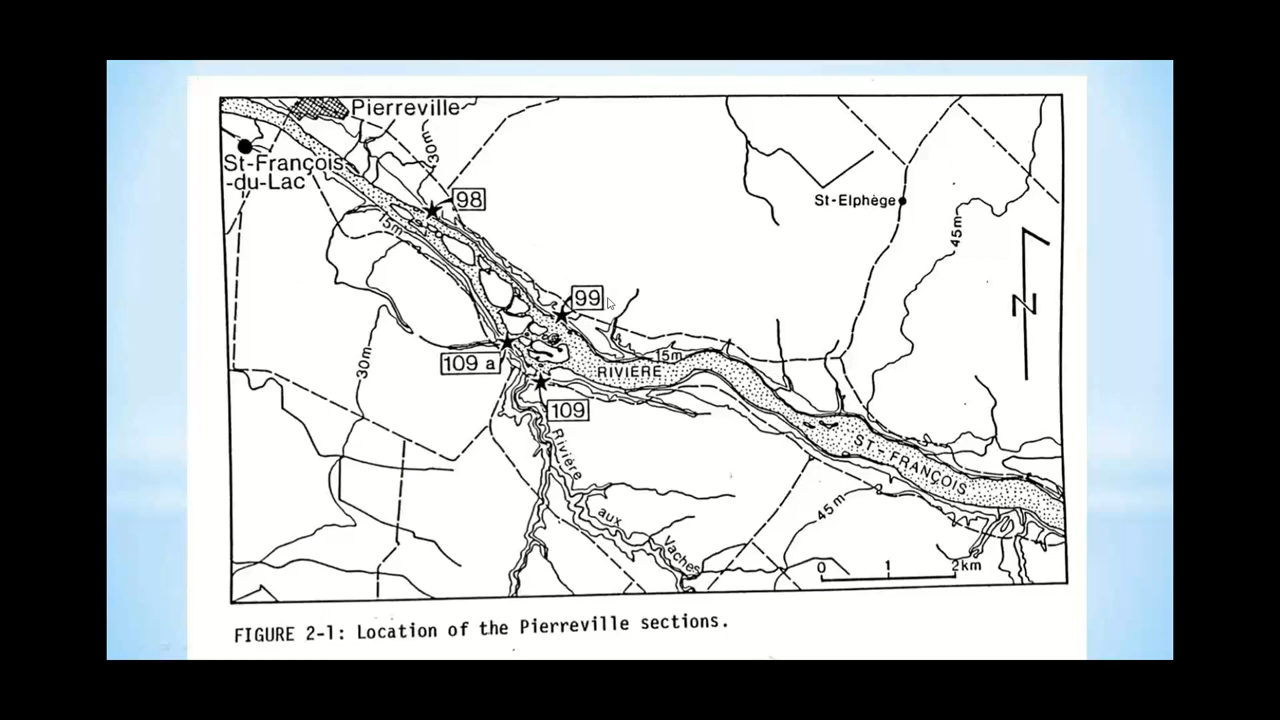 Pierreville
St-François
-du-Lac
30m
98
15m
St-Elphège
45m
N
99
30m
109 a
15m
RIVIÈRE
109
Rivière
aux
Vaches
ST-FRANÇOIS
45 m
0 1 2km
FIGURE 2-1: Location of the Pierreville sections.